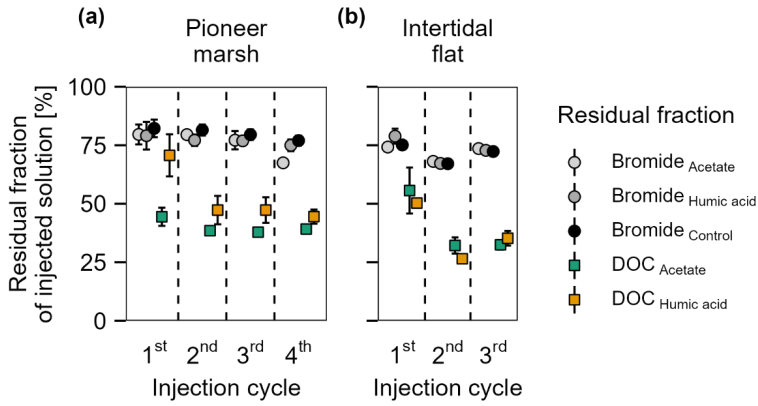 (a)
Pioneer
marsh
(b)
Intertidal
flat
Residual fraction
of injected solution [%]
100
75
50
25
0
1st 2nd 3rd 4th
Injection cycle
1st 2nd 3rd
Injection cycle
Residual fraction
Bromide Acetate
Bromide Humic acid
Bromide Control
DOC Acetate
DOC Humic acid